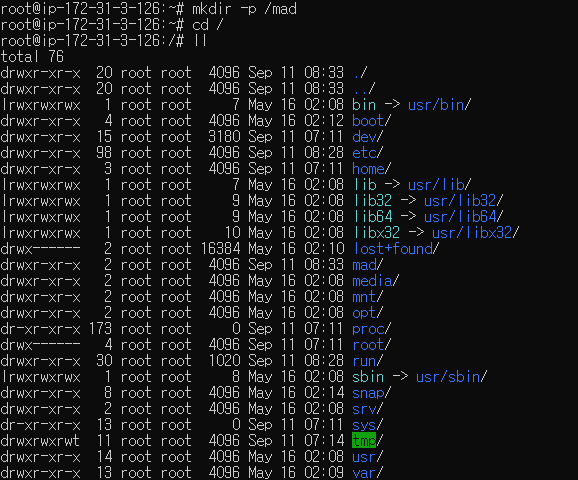 root@ip-172-31-3-126:~# mkdir -p /mad
root@ip-172-31-3-126:~# cd /
root@ip-172-31-3-126:/# ll
total 76
drwxr-xr-x  20 root root  4096 Sep 11 08:33 ./
drwxr-xr-x  20 root root  4096 Sep 11 08:33 ../
lrwxrwxrwx   1 root root     7 May 16 02:08 bin -> usr/bin/
drwxr-xr-x   4 root root  4096 May 16 02:12 boot/
drwxr-xr-x  15 root root  3180 Sep 11 07:11 dev/
drwxr-xr-x  98 root root  4096 Sep 11 08:28 etc/
drwxr-xr-x   3 root root  4096 Sep 11 07:11 home/
lrwxrwxrwx   1 root root     7 May 16 02:08 lib -> usr/lib/
lrwxrwxrwx   1 root root     9 May 16 02:08 lib32 -> usr/lib32/
lrwxrwxrwx   1 root root     9 May 16 02:08 lib64 -> usr/lib64/
lrwxrwxrwx   1 root root    10 May 16 02:08 libx32 -> usr/libx32/
drwx------   2 root root 16384 May 16 02:10 lost+found/
drwxr-xr-x   2 root root  4096 Sep 11 08:33 mad/
drwxr-xr-x   2 root root  4096 May 16 02:08 media/
drwxr-xr-x   2 root root  4096 May 16 02:08 mnt/
drwxr-xr-x   2 root root  4096 May 16 02:08 opt/
dr-xr-xr-x 173 root root     0 Sep 11 07:11 proc/
drwx------   4 root root  4096 Sep 11 07:11 root/
drwxr-xr-x  30 root root  1020 Sep 11 08:28 run/
lrwxrwxrwx   1 root root     8 May 16 02:08 sbin -> usr/sbin/
drwxr-xr-x   8 root root  4096 May 16 02:14 snap/
drwxr-xr-x   2 root root  4096 May 16 02:08 srv/
dr-xr-xr-x  13 root root     0 Sep 11 07:11 sys/
drwxrwxrwt  11 root root  4096 Sep 11 07:14 tmp/
drwxr-xr-x  14 root root  4096 May 16 02:08 usr/
drwxr-xr-x  13 root root  4096 May 16 02:09 var/